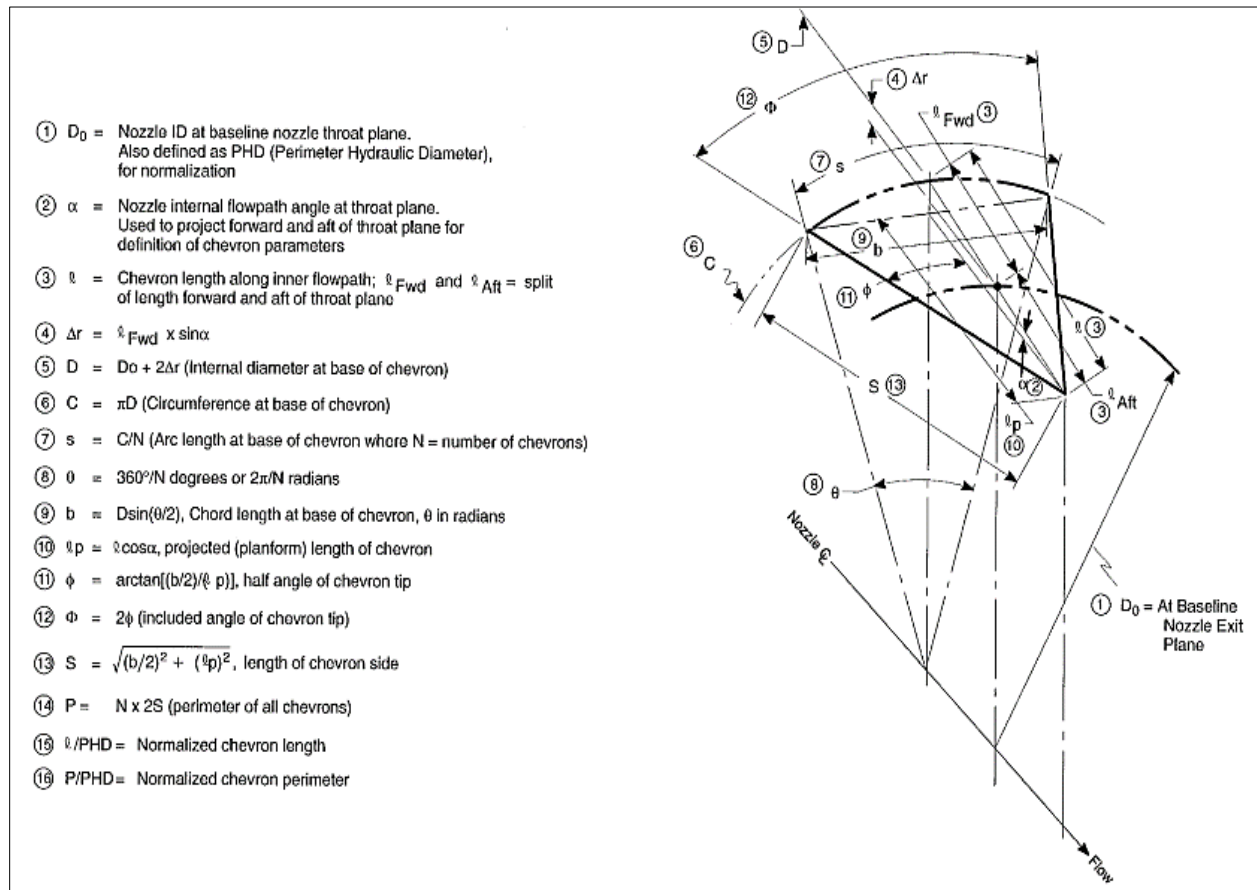 ① D₀ = Nozzle ID at baseline nozzle throat plane.
Also defined as PHD (Perimeter Hydraulic Diameter),
for normalization
② α = Nozzle internal flowpath angle at throat plane.
Used to project forward and aft of throat plane for
definition of chevron parameters
③ ℓ = Chevron length along inner flowpath; ℓFwd and ℓAft = split
of length forward and aft of throat plane
④ Δr = ℓFwd x sinα
⑤ D = Do + 2Δr (Internal diameter at base of chevron)
⑥ C = πD (Circumference at base of chevron)
⑦ s = C/N (Arc length at base of chevron where N = number of chevrons)
⑧ θ = 360°/N degrees or 2π/N radians
⑨ b = Dsin(θ/2), Chord length at base of chevron, θ in radians
⑩ ℓp = ℓcosα, projected (planform) length of chevron
⑪ ϕ = arctan[(b/2)/(ℓ p)], half angle of chevron tip
⑫ Φ = 2ϕ (included angle of chevron tip)
⑬ S = √(b/2)² + (ℓp)², length of chevron side
⑭ P = N x 2S (perimeter of all chevrons)
⑮ ℓ/PHD = Normalized chevron length
⑯ P/PHD = Normalized chevron perimeter
⑤ D
④ Δr
⑫ Φ
ℓFwd ③
⑦ s
⑨
b
⑥
C
⑪ ϕ
ℓ ③
S ⑬
α ②
ℓAft
③
ℓp
⑩
⑧ θ
Nozzle ℄
① D₀ = At Baseline
Nozzle Exit
Plane
Flow